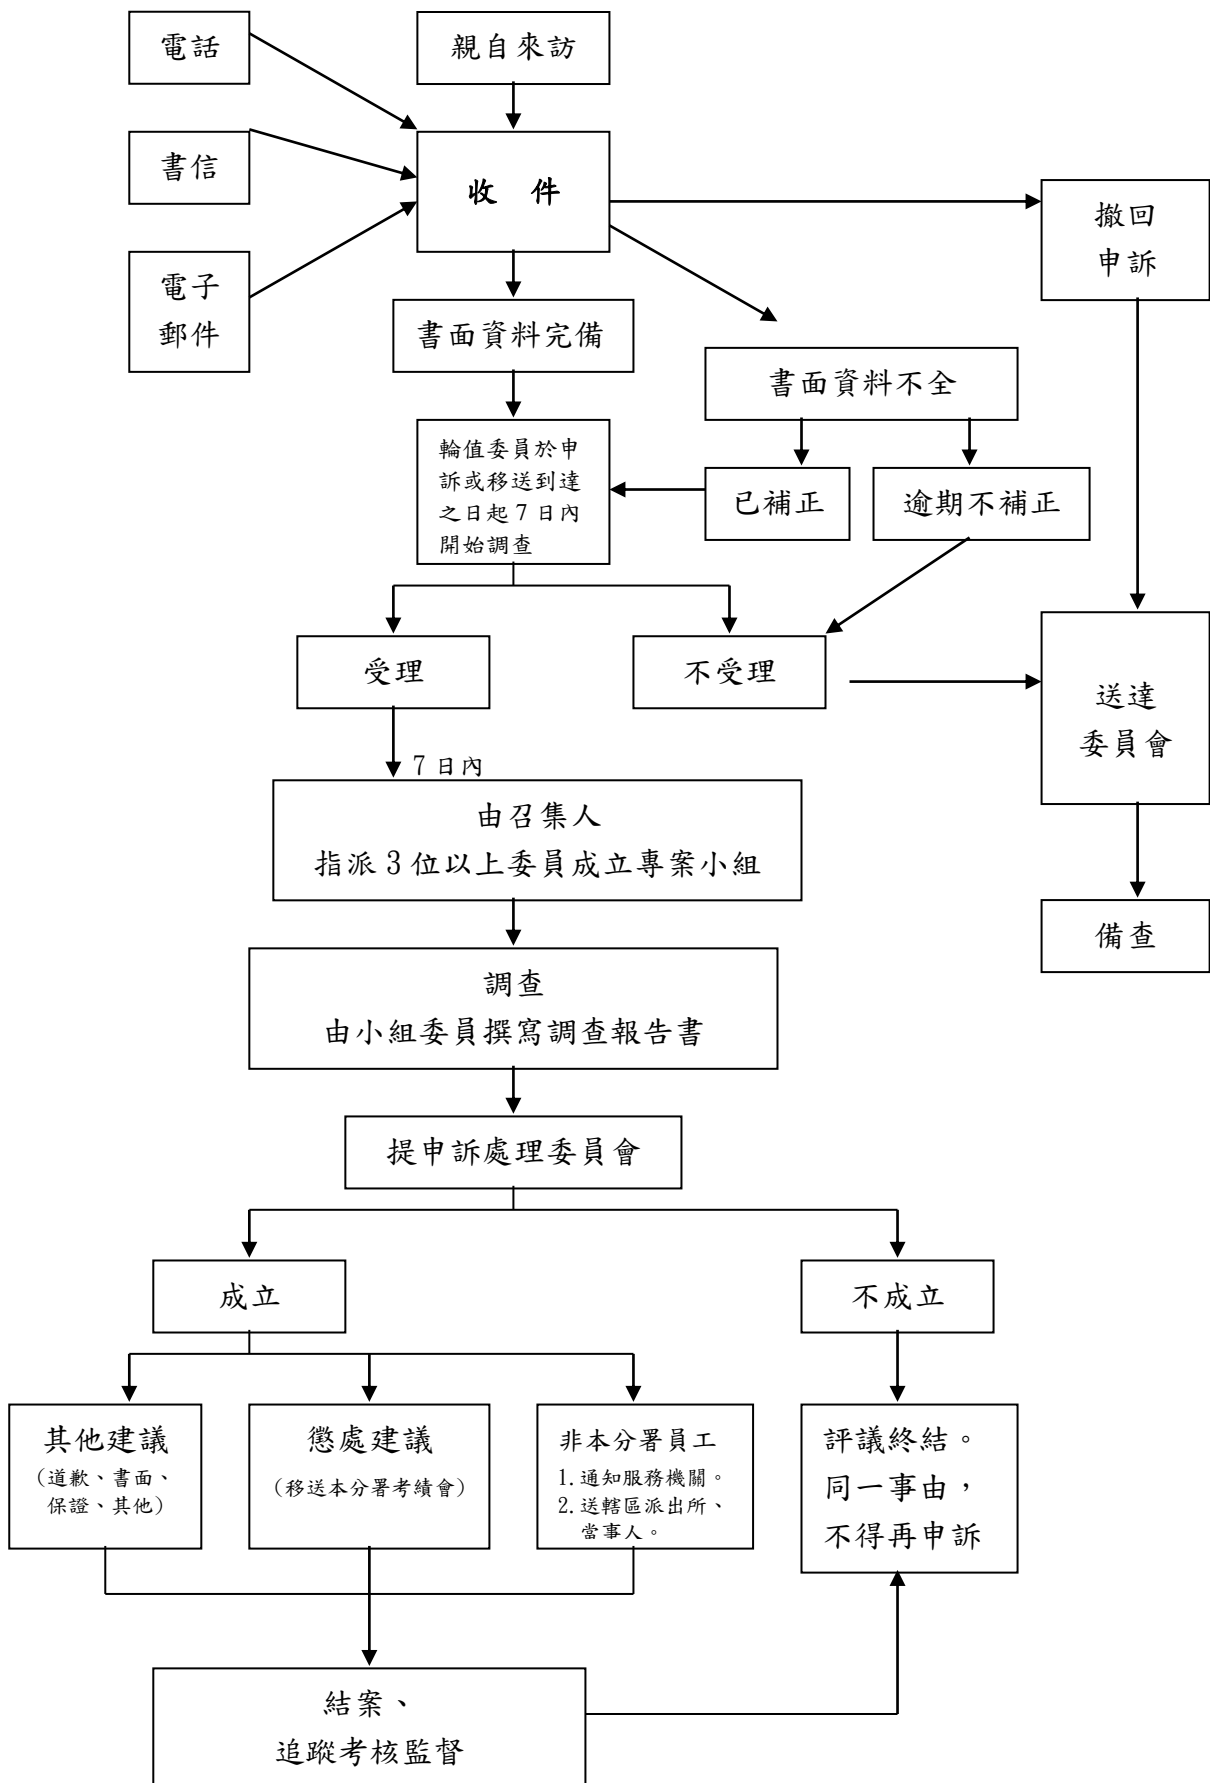 電話
親自來訪
書信
收 件
電子
郵件
撤回
申訴
書面資料完備
書面資料不全
輪值委員於申
訴或移送到達
之日起 7 日內
開始調查
已補正
逾期不補正
受理
不受理
送達
委員會
7 日內
由召集人
指派 3 位以上委員成立專案小組
備查
調查
由小組委員撰寫調查報告書
提申訴處理委員會
成立
不成立
其他建議
(道歉、書面、
保證、其他)
懲處建議
(移送本分署考績會)
非本分署員工
1.通知服務機關。
2.送轄區派出所、
當事人。
評議終結。
同一事由，
不得再申訴
結案、
追蹤考核監督